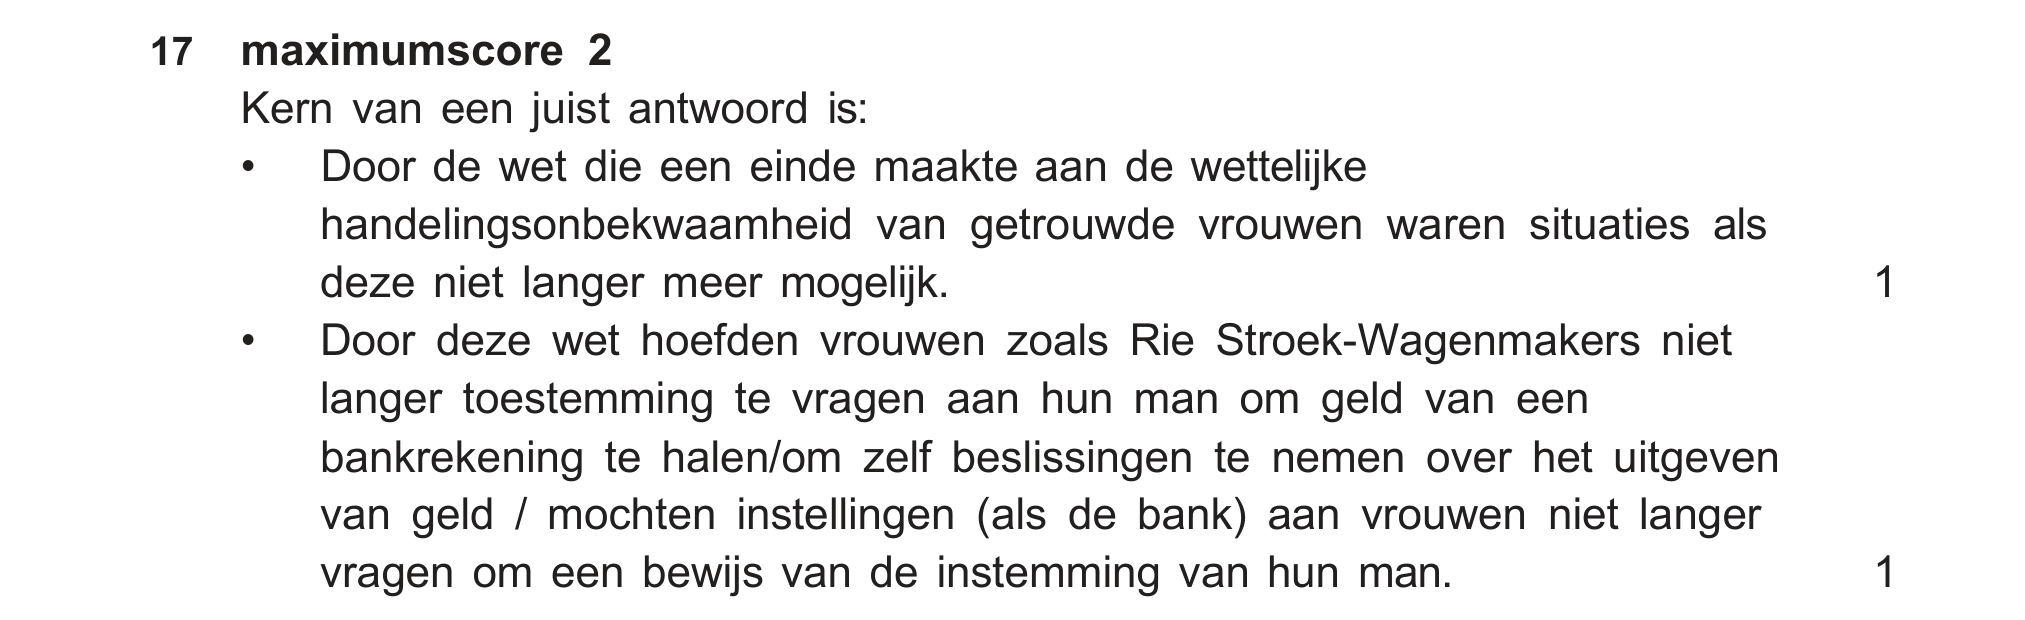 17 maximumscore 2
Kern van een juist antwoord is:
• Door de wet die een einde maakte aan de wettelijke
handelingsonbekwaamheid van getrouwde vrouwen waren situaties als
deze niet langer meer mogelijk. 1
• Door deze wet hoefden vrouwen zoals Rie Stroek-Wagenmakers niet
langer toestemming te vragen aan hun man om geld van een
bankrekening te halen/om zelf beslissingen te nemen over het uitgeven
van geld / mochten instellingen (als de bank) aan vrouwen niet langer
vragen om een bewijs van de instemming van hun man. 1